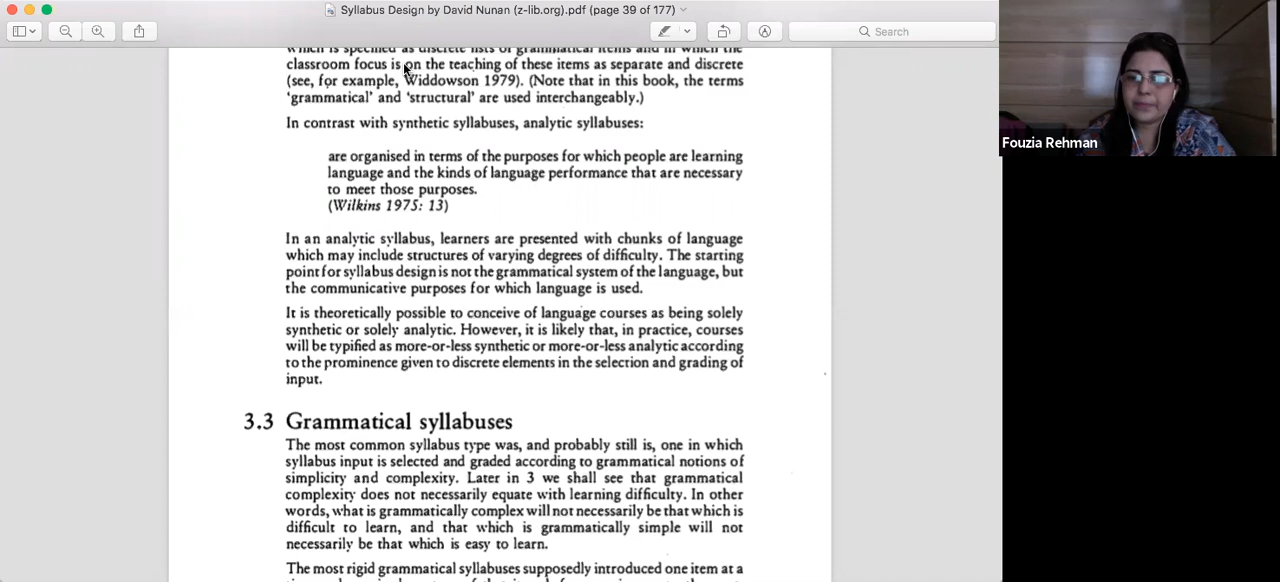 Syllabus Design by David Nunan (z-lib.org).pdf (page 39 of 177)
Search
which is specified as discrete lists of grammatical items and in which the
classroom focus is on the teaching of these items as separate and discrete
(see, for example, Widdowson 1979). (Note that in this book, the terms
‘grammatical’ and ‘structural’ are used interchangeably.)
In contrast with synthetic syllabuses, analytic syllabuses:
are organised in terms of the purposes for which people are learning
language and the kinds of language performance that are necessary
to meet those purposes.
(Wilkins 1975: 13)
In an analytic syllabus, learners are presented with chunks of language
which may include structures of varying degrees of difficulty. The starting
point for syllabus design is not the grammatical system of the language, but
the communicative purposes for which language is used.
It is theoretically possible to conceive of language courses as being solely
synthetic or solely analytic. However, it is likely that, in practice, courses
will be typified as more-or-less synthetic or more-or-less analytic according
to the prominence given to discrete elements in the selection and grading of
input.
3.3 Grammatical syllabuses
The most common syllabus type was, and probably still is, one in which
syllabus input is selected and graded according to grammatical notions of
simplicity and complexity. Later in 3 we shall see that grammatical
complexity does not necessarily equate with learning difficulty. In other
words, what is grammatically complex will not necessarily be that which is
difficult to learn, and that which is grammatically simple will not
necessarily be that which is easy to learn.
The most rigid grammatical syllabuses supposedly introduced one item at a
Fouzia Rehman